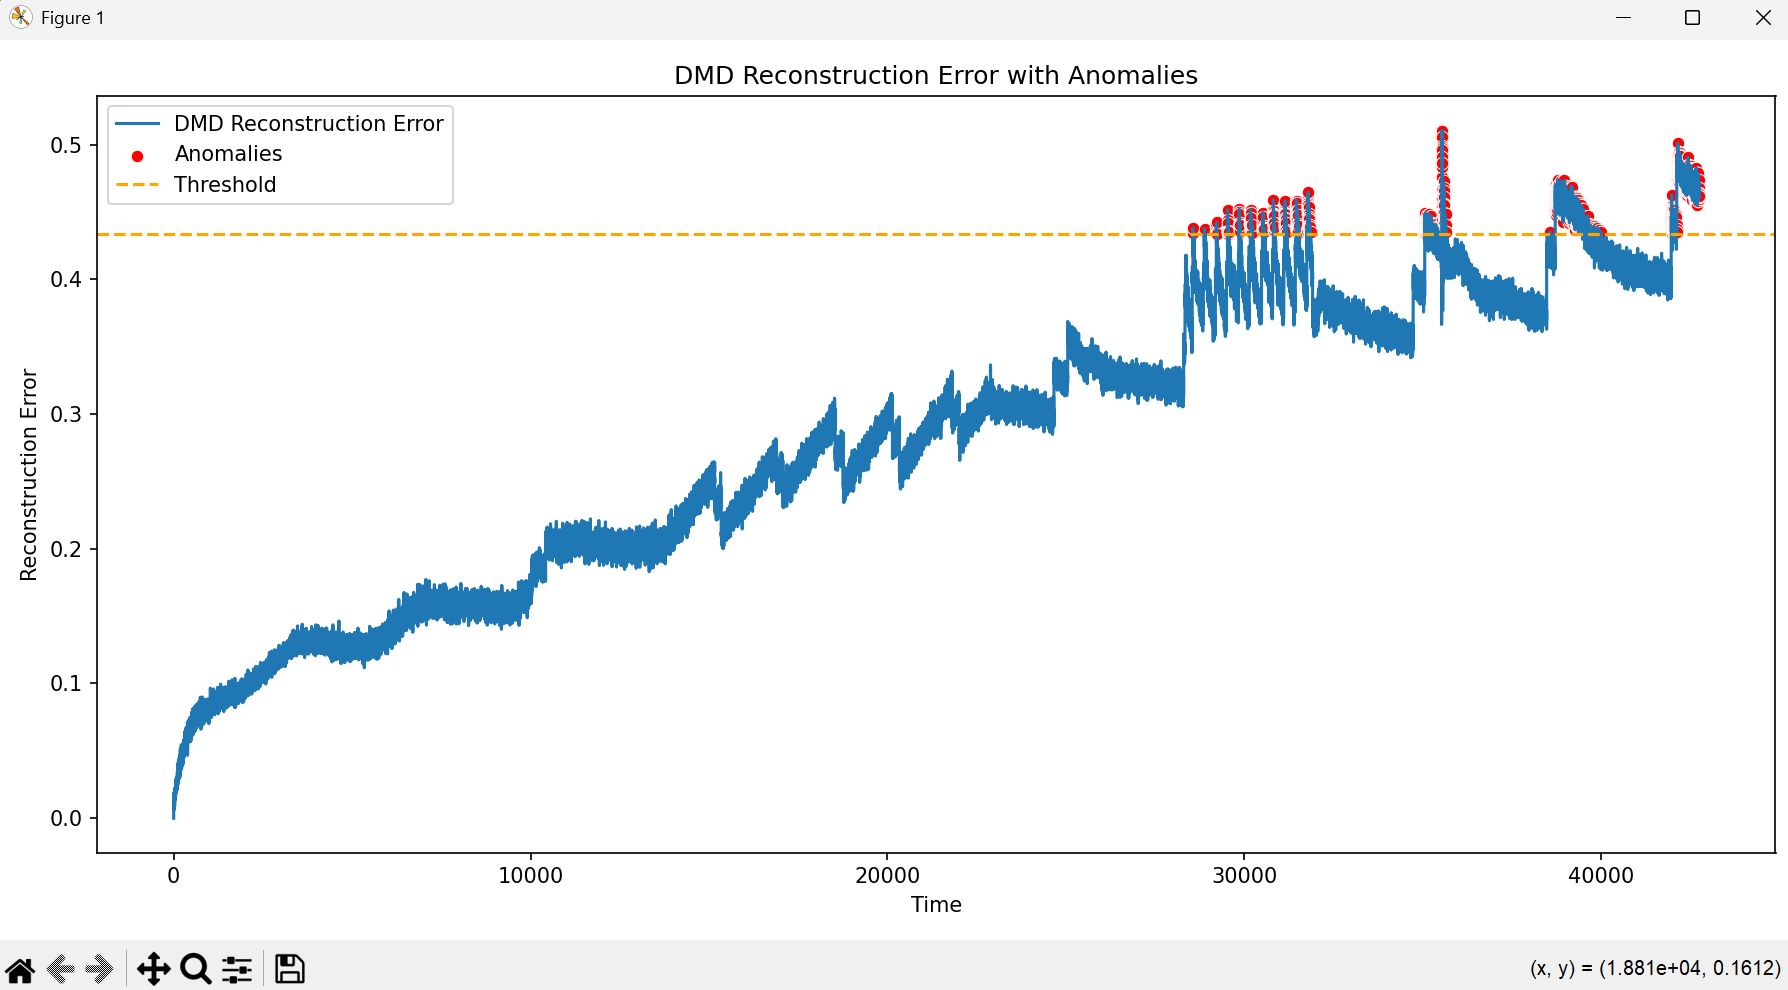 Figure 1
DMD Reconstruction Error with Anomalies
DMD Reconstruction Error
Anomalies
Threshold
Reconstruction Error
0.5
0.4
0.3
0.2
0.1
0.0
0 10000 20000 30000 40000
Time
(x, y) = (1.881e+04, 0.1612)